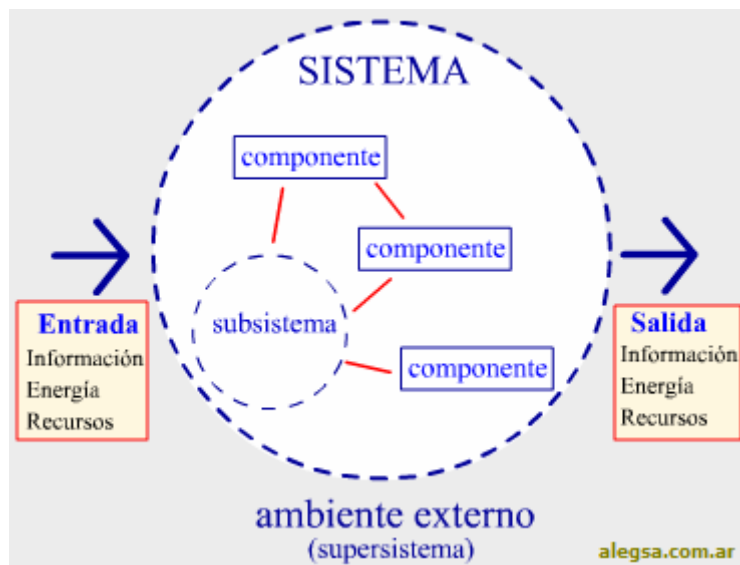 SISTEMA
componente
componente
subsistema
componente
Entrada
Información
Energía
Recursos
Salida
Información
Energía
Recursos
ambiente externo
(supersistema)
alegsa.com.ar